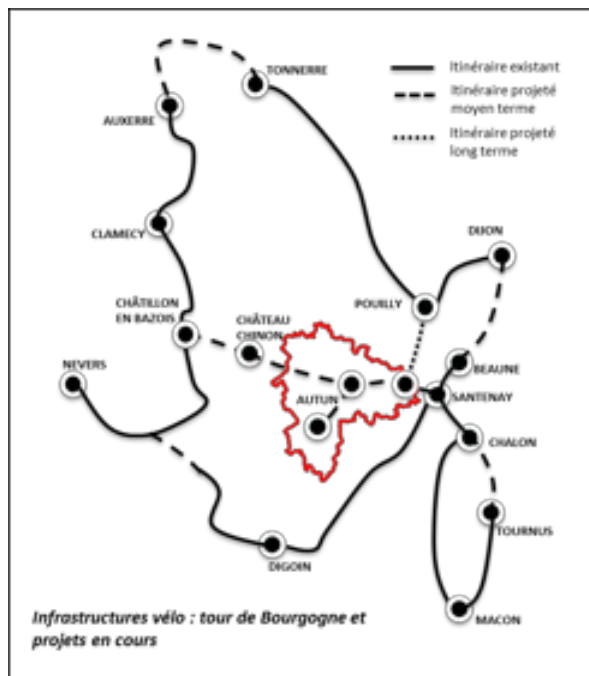 TONNERRE
Itinéraire existant
Itinéraire projeté
moyen terme
Itinéraire projeté
long terme
AUXERRE
CLAMECY
DIJON
CHÂTILLON
EN BAZOIS
CHÂTEAU
CHINON
POUILLY
NEVERS
BEAUNE
AUTUN
SANTENAY
CHALON
TOURNUS
DIGOIN
MACON
Infrastructures vélo : tour de Bourgogne et
projets en cours